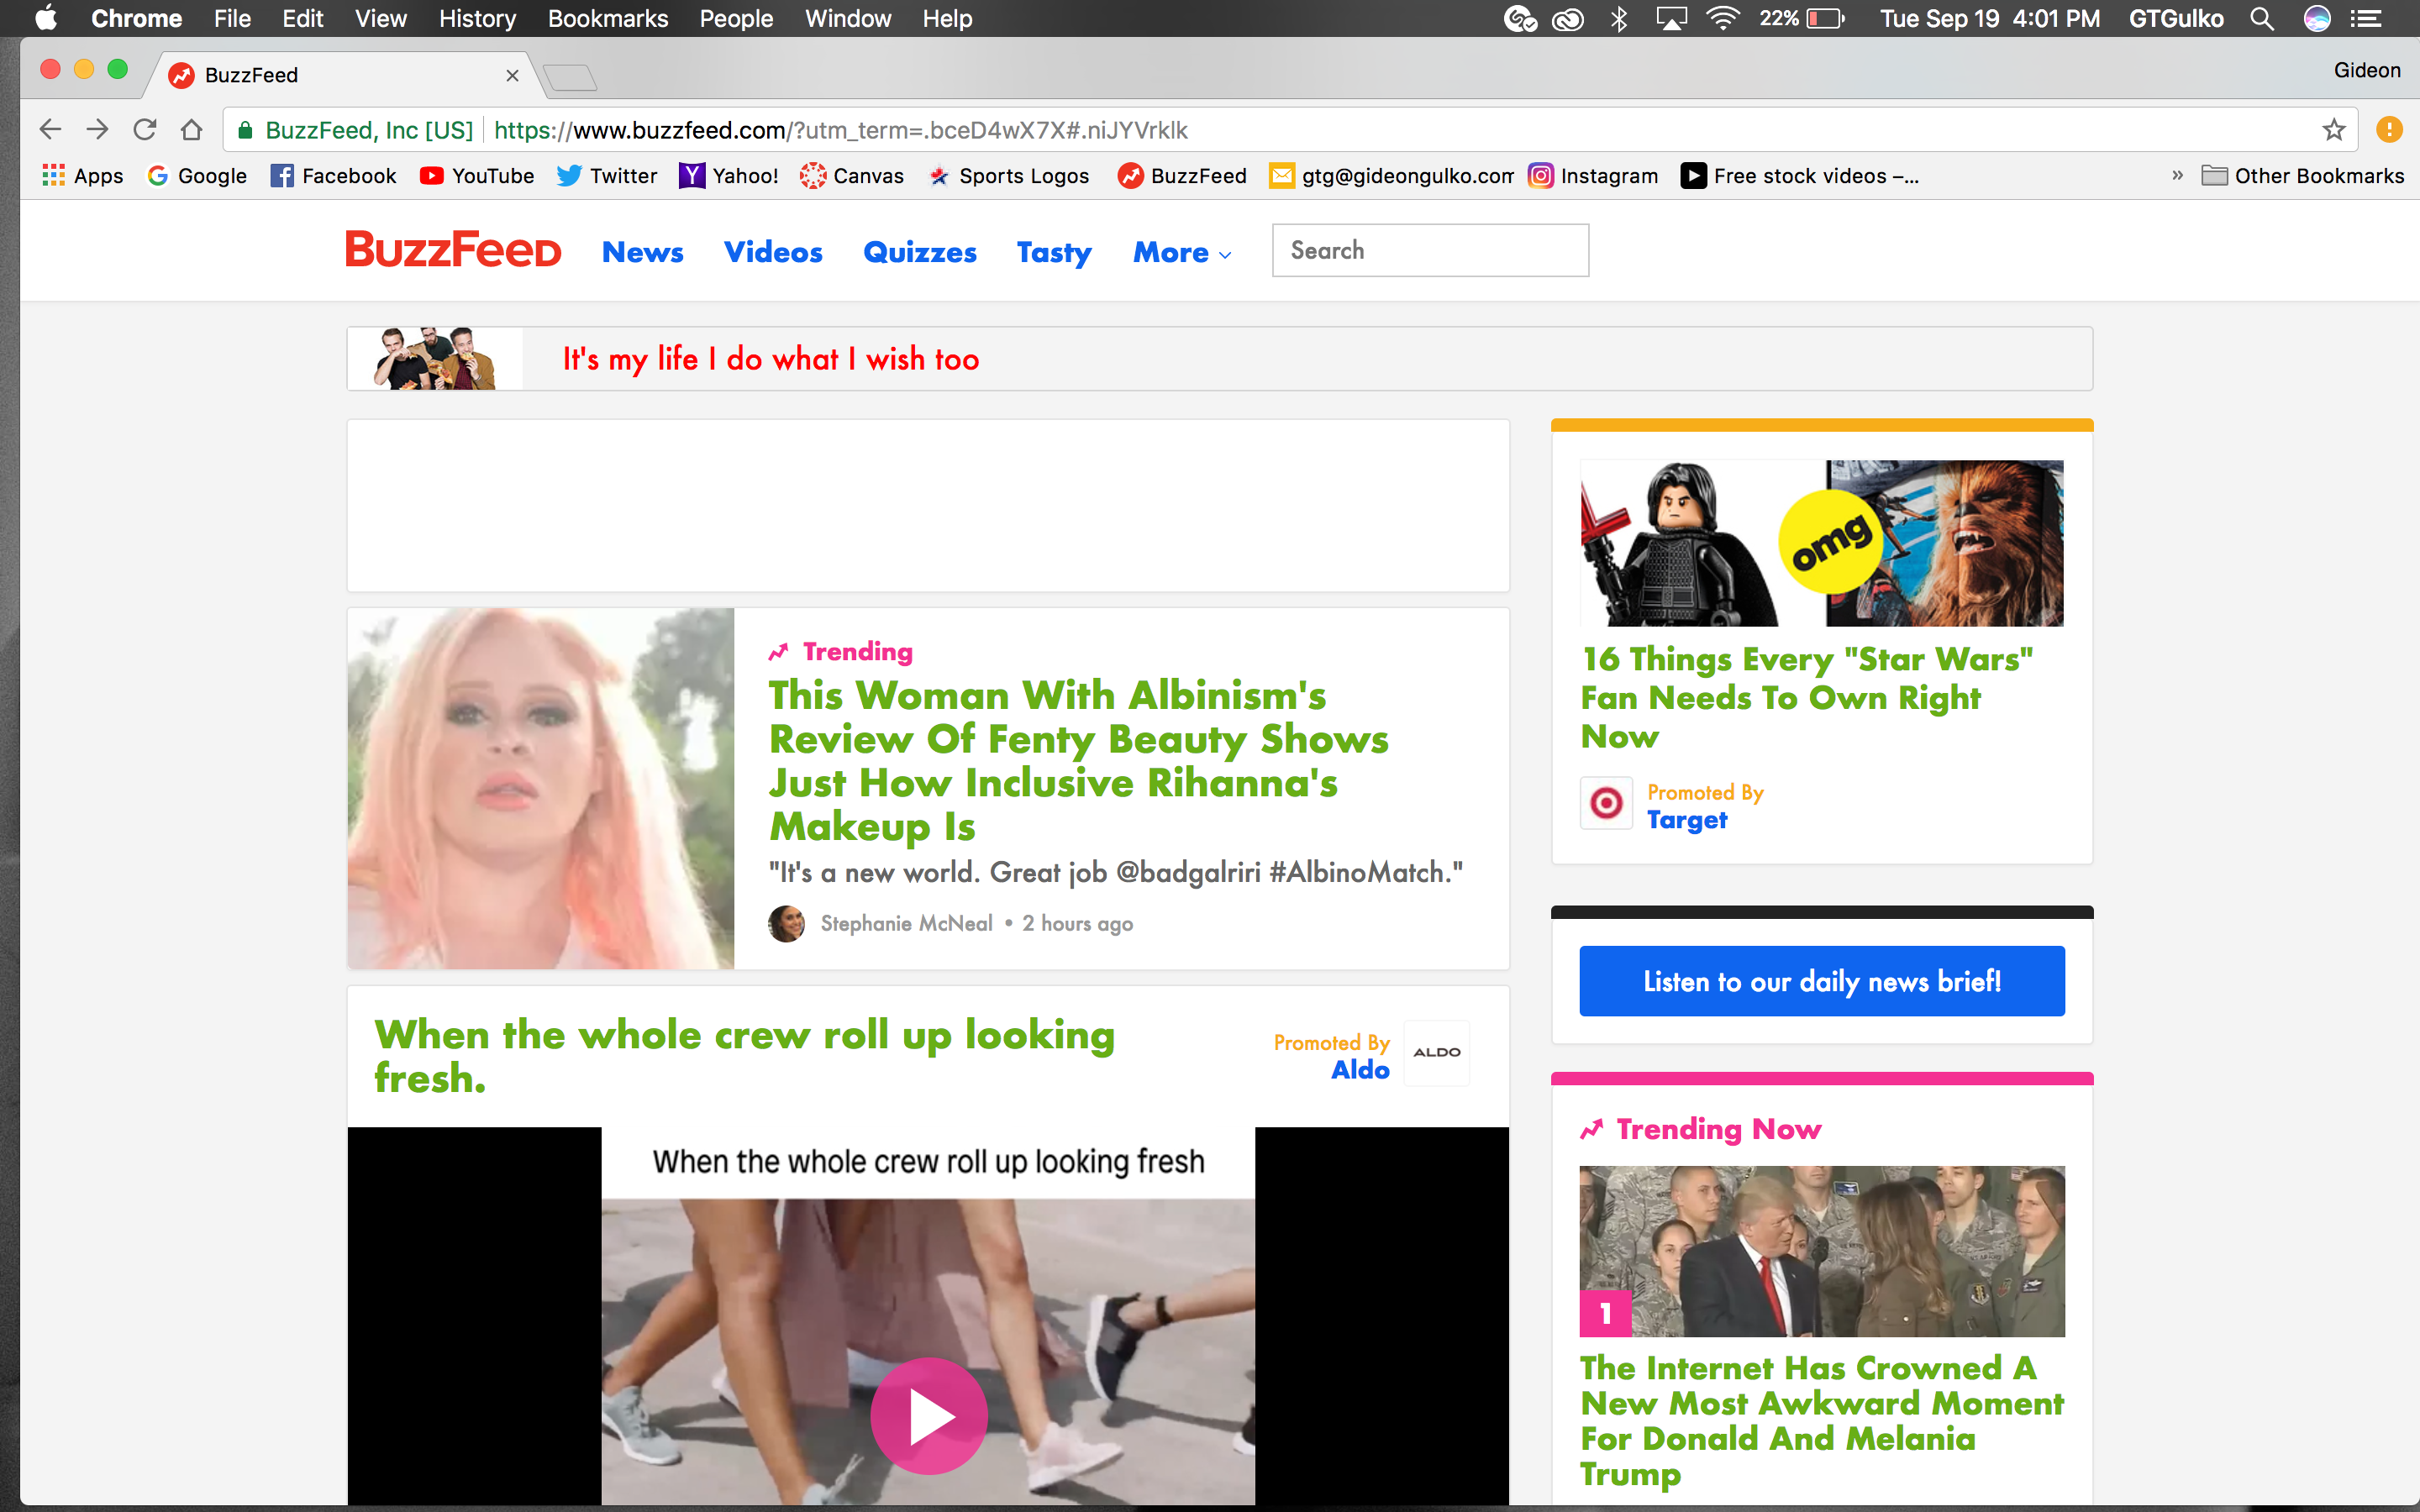 Chrome File Edit View History Bookmarks People Window Help 22% Tue Sep 19 4:01 PM GTGulko
BuzzFeed Gideon
BuzzFeed, Inc [US] https://www.buzzfeed.com/?utm_term=.bceD4wX7X#.niJYVrklk
Apps Google Facebook YouTube Twitter Yahoo! Canvas Sports Logos BuzzFeed gtg@gideongulko.com Instagram Free stock videos –... » Other Bookmarks
BuzzFeed News Videos Quizzes Tasty More Search
It's my life I do what I wish too
Trending
This Woman With Albinism's
Review Of Fenty Beauty Shows
Just How Inclusive Rihanna's
Makeup Is
"It's a new world. Great job @badgalriri #AlbinoMatch."
Stephanie McNeal • 2 hours ago
When the whole crew roll up looking
fresh.
Promoted By
Aldo
ALDO
When the whole crew roll up looking fresh
omg
16 Things Every "Star Wars"
Fan Needs To Own Right
Now
Promoted By
Target
Listen to our daily news brief!
Trending Now
1
The Internet Has Crowned A
New Most Awkward Moment
For Donald And Melania
Trump